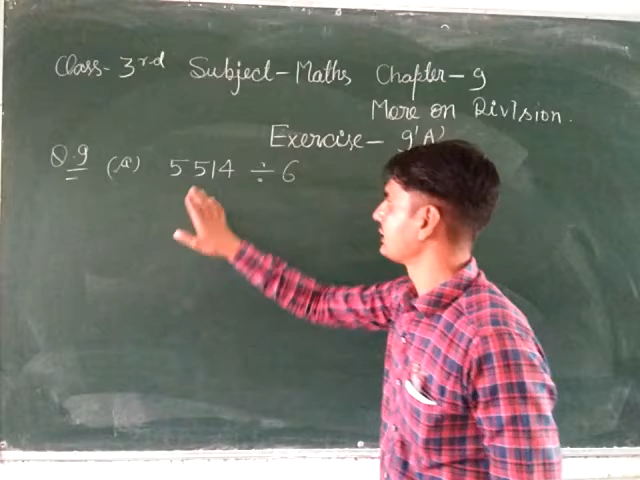 Class- 3rd Subject-Maths Chapter-9
More on Division.
Exercise- 9'A'
Q.9 (a) 5514 ÷ 6